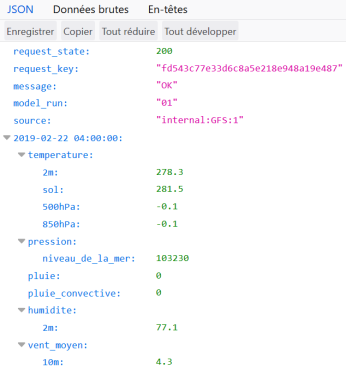 JSON Données brutes En-têtes
Enregistrer Copier Tout réduire Tout développer
request_state: 200
request_key: "fd543c77e33d6c8a5e218e948a19e487"
message: "OK"
model_run: "01"
source: "internal:GFS:1"
2019-02-22 04:00:00:
temperature:
2m: 278.3
sol: 281.5
500hPa: -0.1
850hPa: -0.1
pression:
niveau_de_la_mer: 103230
pluie: 0
pluie_convective: 0
humidite:
2m: 77.1
vent_moyen:
10m: 4.3